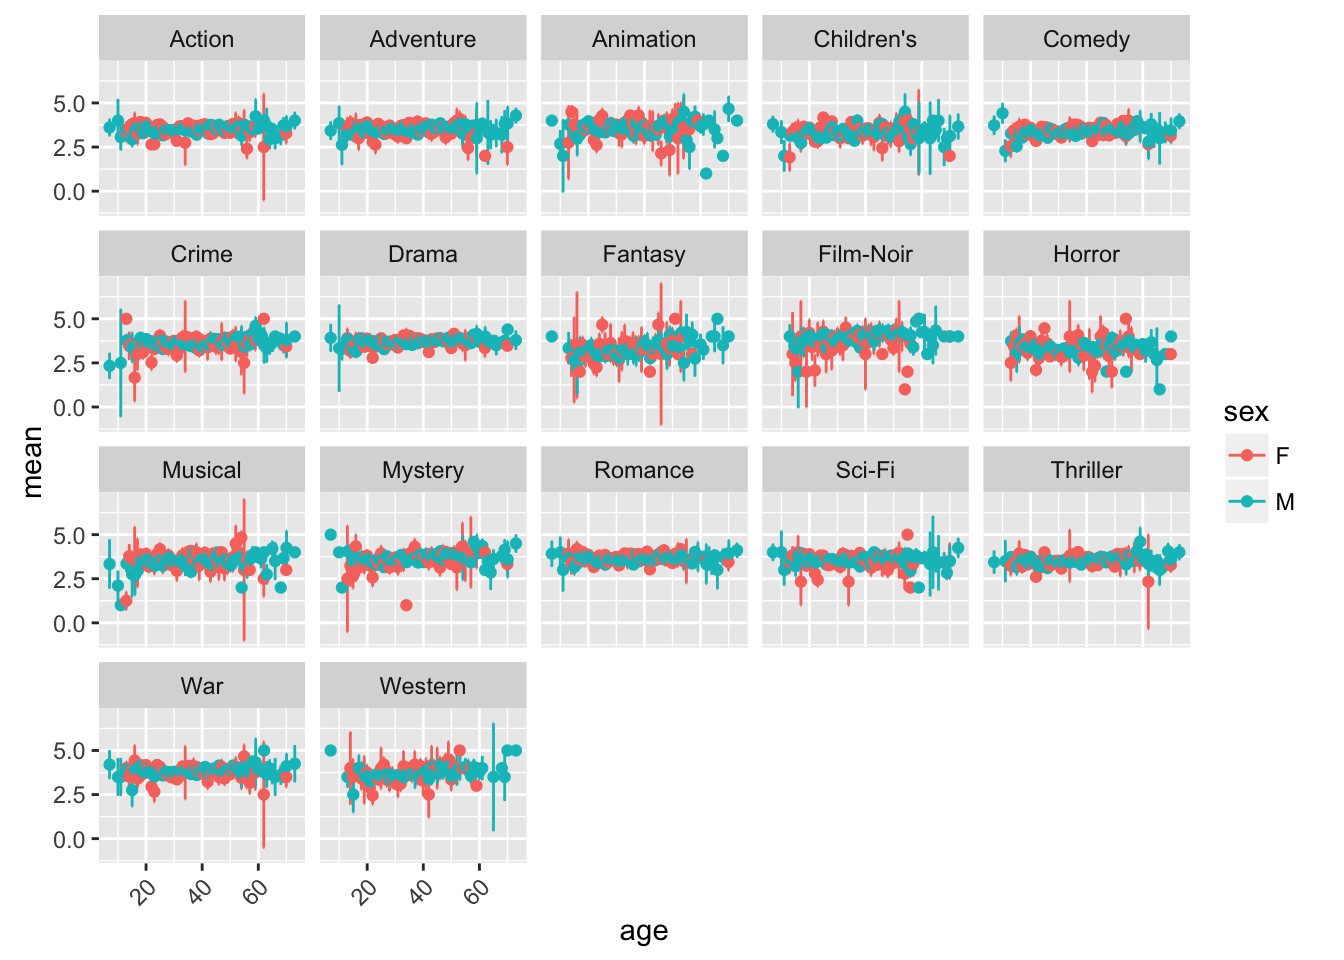 Action Adventure Animation Children's Comedy
5.0
2.5
0.0
Crime Drama Fantasy Film-Noir Horror
5.0
2.5
0.0
Musical Mystery Romance Sci-Fi Thriller
5.0
2.5
0.0
War Western
5.0
2.5
0.0
20 40 60 20 40 60
age
mean
sex
F
M